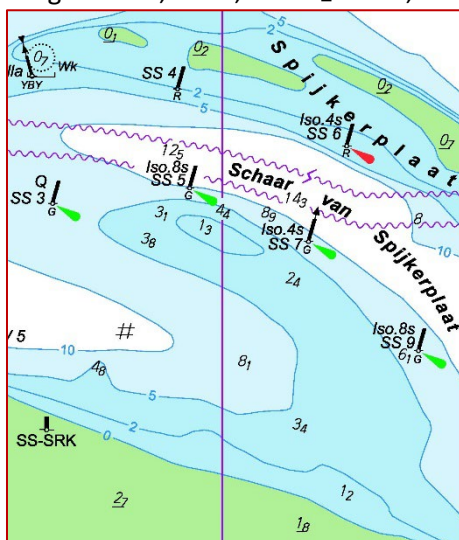 5
0₁
2
0₂
Spijkerplaat
0₇
lla
Wk
YBY
SS 4
R
2
2
5
Iso.4s
SS 6
R
0₂
0₇
12₅
Iso.8s
SS 5
G
Schaar van Spijkerplaat
14₃
8
10
Q
SS 3
G
3₁
4₄
8₉
1₃
3₈
Iso.4s
SS 7
G
2₄
Iso.8s
SS 9
6₁
G
V 5
#
10
4₈
8₁
5
SS-SRK
0
2
3₄
1₂
2₇
1₈